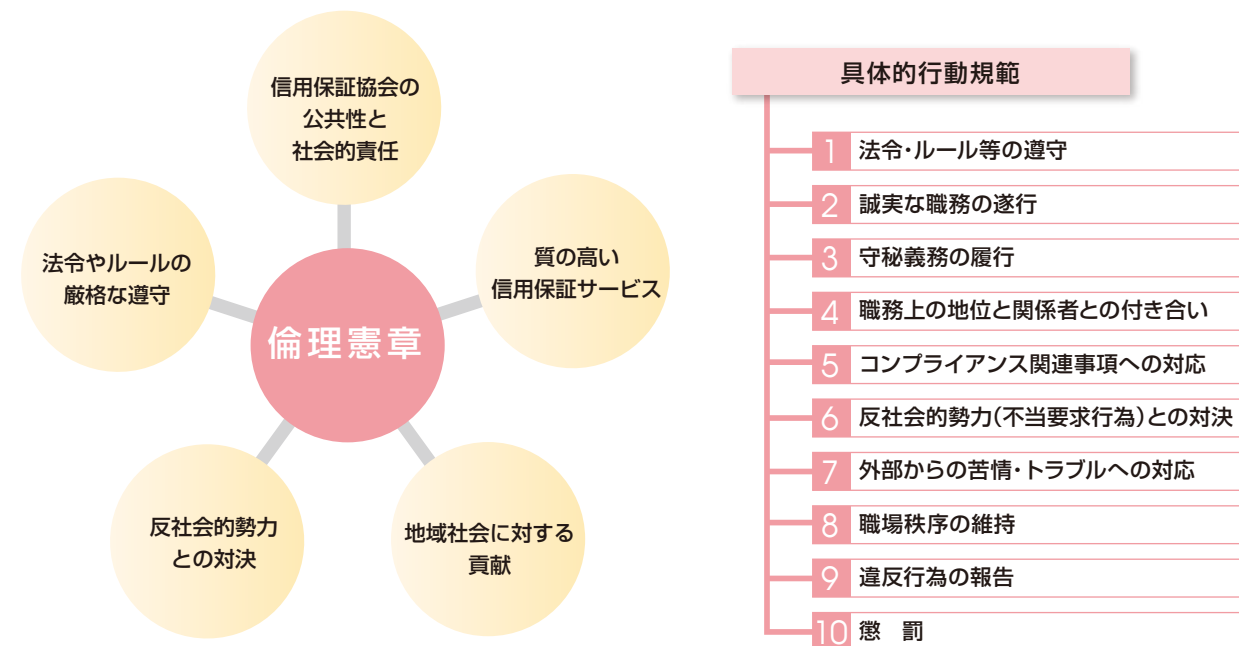 信用保証協会の
公共性と
社会的責任
質の高い
信用保証サービス
地域社会に対する
貢献
反社会的勢力
との対決
法令やルールの
厳格な遵守
倫理憲章
具体的行動規範
1 法令・ルール等の遵守
2 誠実な職務の遂行
3 守秘義務の履行
4 職務上の地位と関係者との付き合い
5 コンプライアンス関連事項への対応
6 反社会的勢力(不当要求行為)との対決
7 外部からの苦情・トラブルへの対応
8 職場秩序の維持
9 違反行為の報告
10 懲　罰